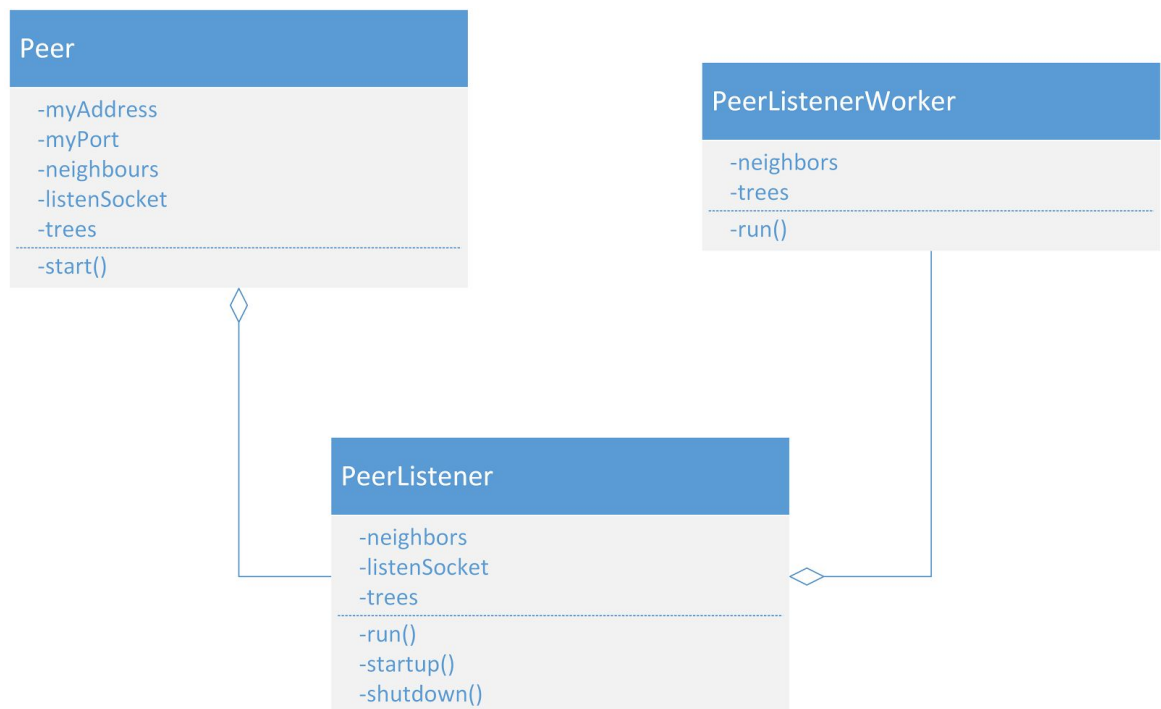 Peer
-myAddress
-myPort
-neighbours
-listenSocket
-trees
-start()
PeerListenerWorker
-neighbors
-trees
-run()
PeerListener
-neighbors
-listenSocket
-trees
-run()
-startup()
-shutdown()